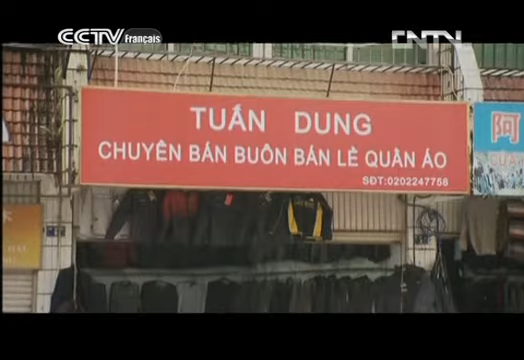 CCTV Français
CNTV
TUẤN DUNG
CHUYÊN BÁN BUÔN BÁN LẺ QUẦN ÁO
SĐT:0202247758
阿